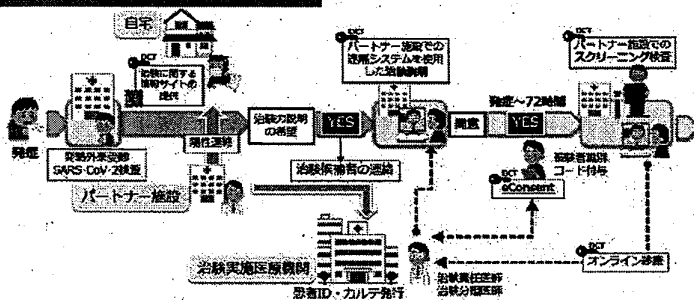 自宅
DCT
治験に関する
情報サイトの
提供
発症
発熱外来受診
SARS-CoV-2検査
陽性連絡
パートナー施設
治験の説明
の希望
YES
治験候補者の連絡
DCT
パートナー施設での
遠隔システムを使用
した治験説明
同意
発症～72時間
YES
DCT
eConsent
被験者識別
コード付与
DCT
パートナー施設での
スクリーニング検査
DCT
オンライン診療
治験実施医療機関
患者ID・カルテ発行
治験責任医師
治験分担医師